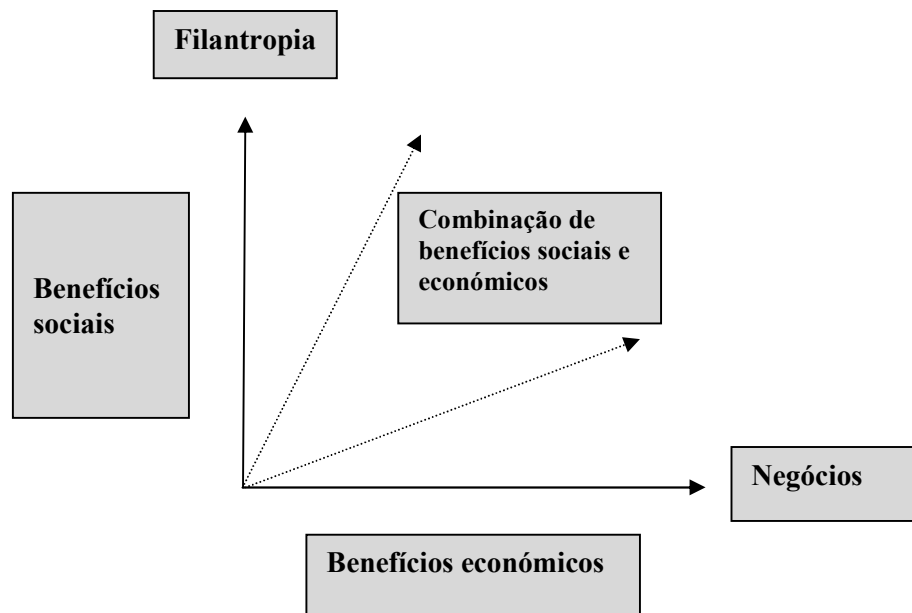 Filantropia
Combinação de
benefícios sociais e
económicos
Benefícios
sociais
Negócios
Benefícios económicos